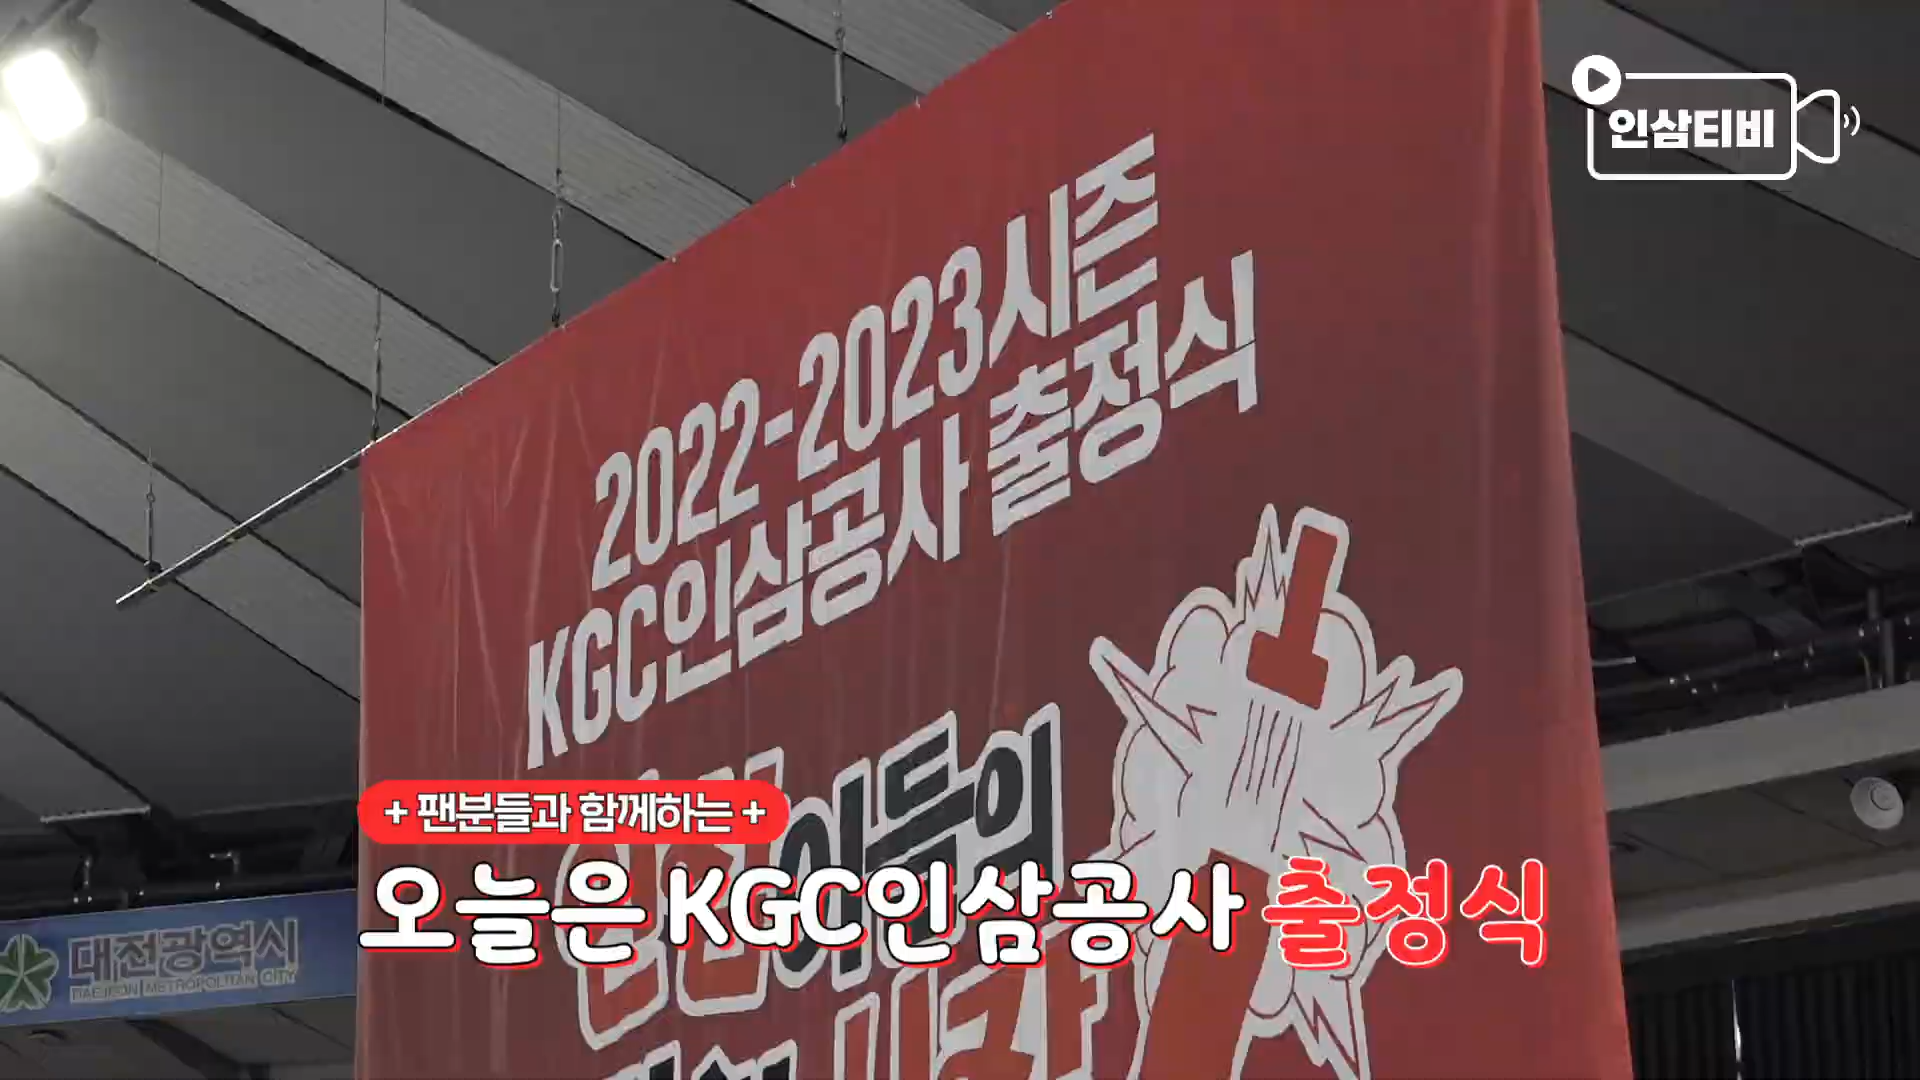 인삼티비
2022-2023시즌
KGC인삼공사 출정식
+ 팬분들과 함께하는 +
오늘은 KGC인삼공사 출정식
대전광역시
DAEJEON METROPOLITAN CITY